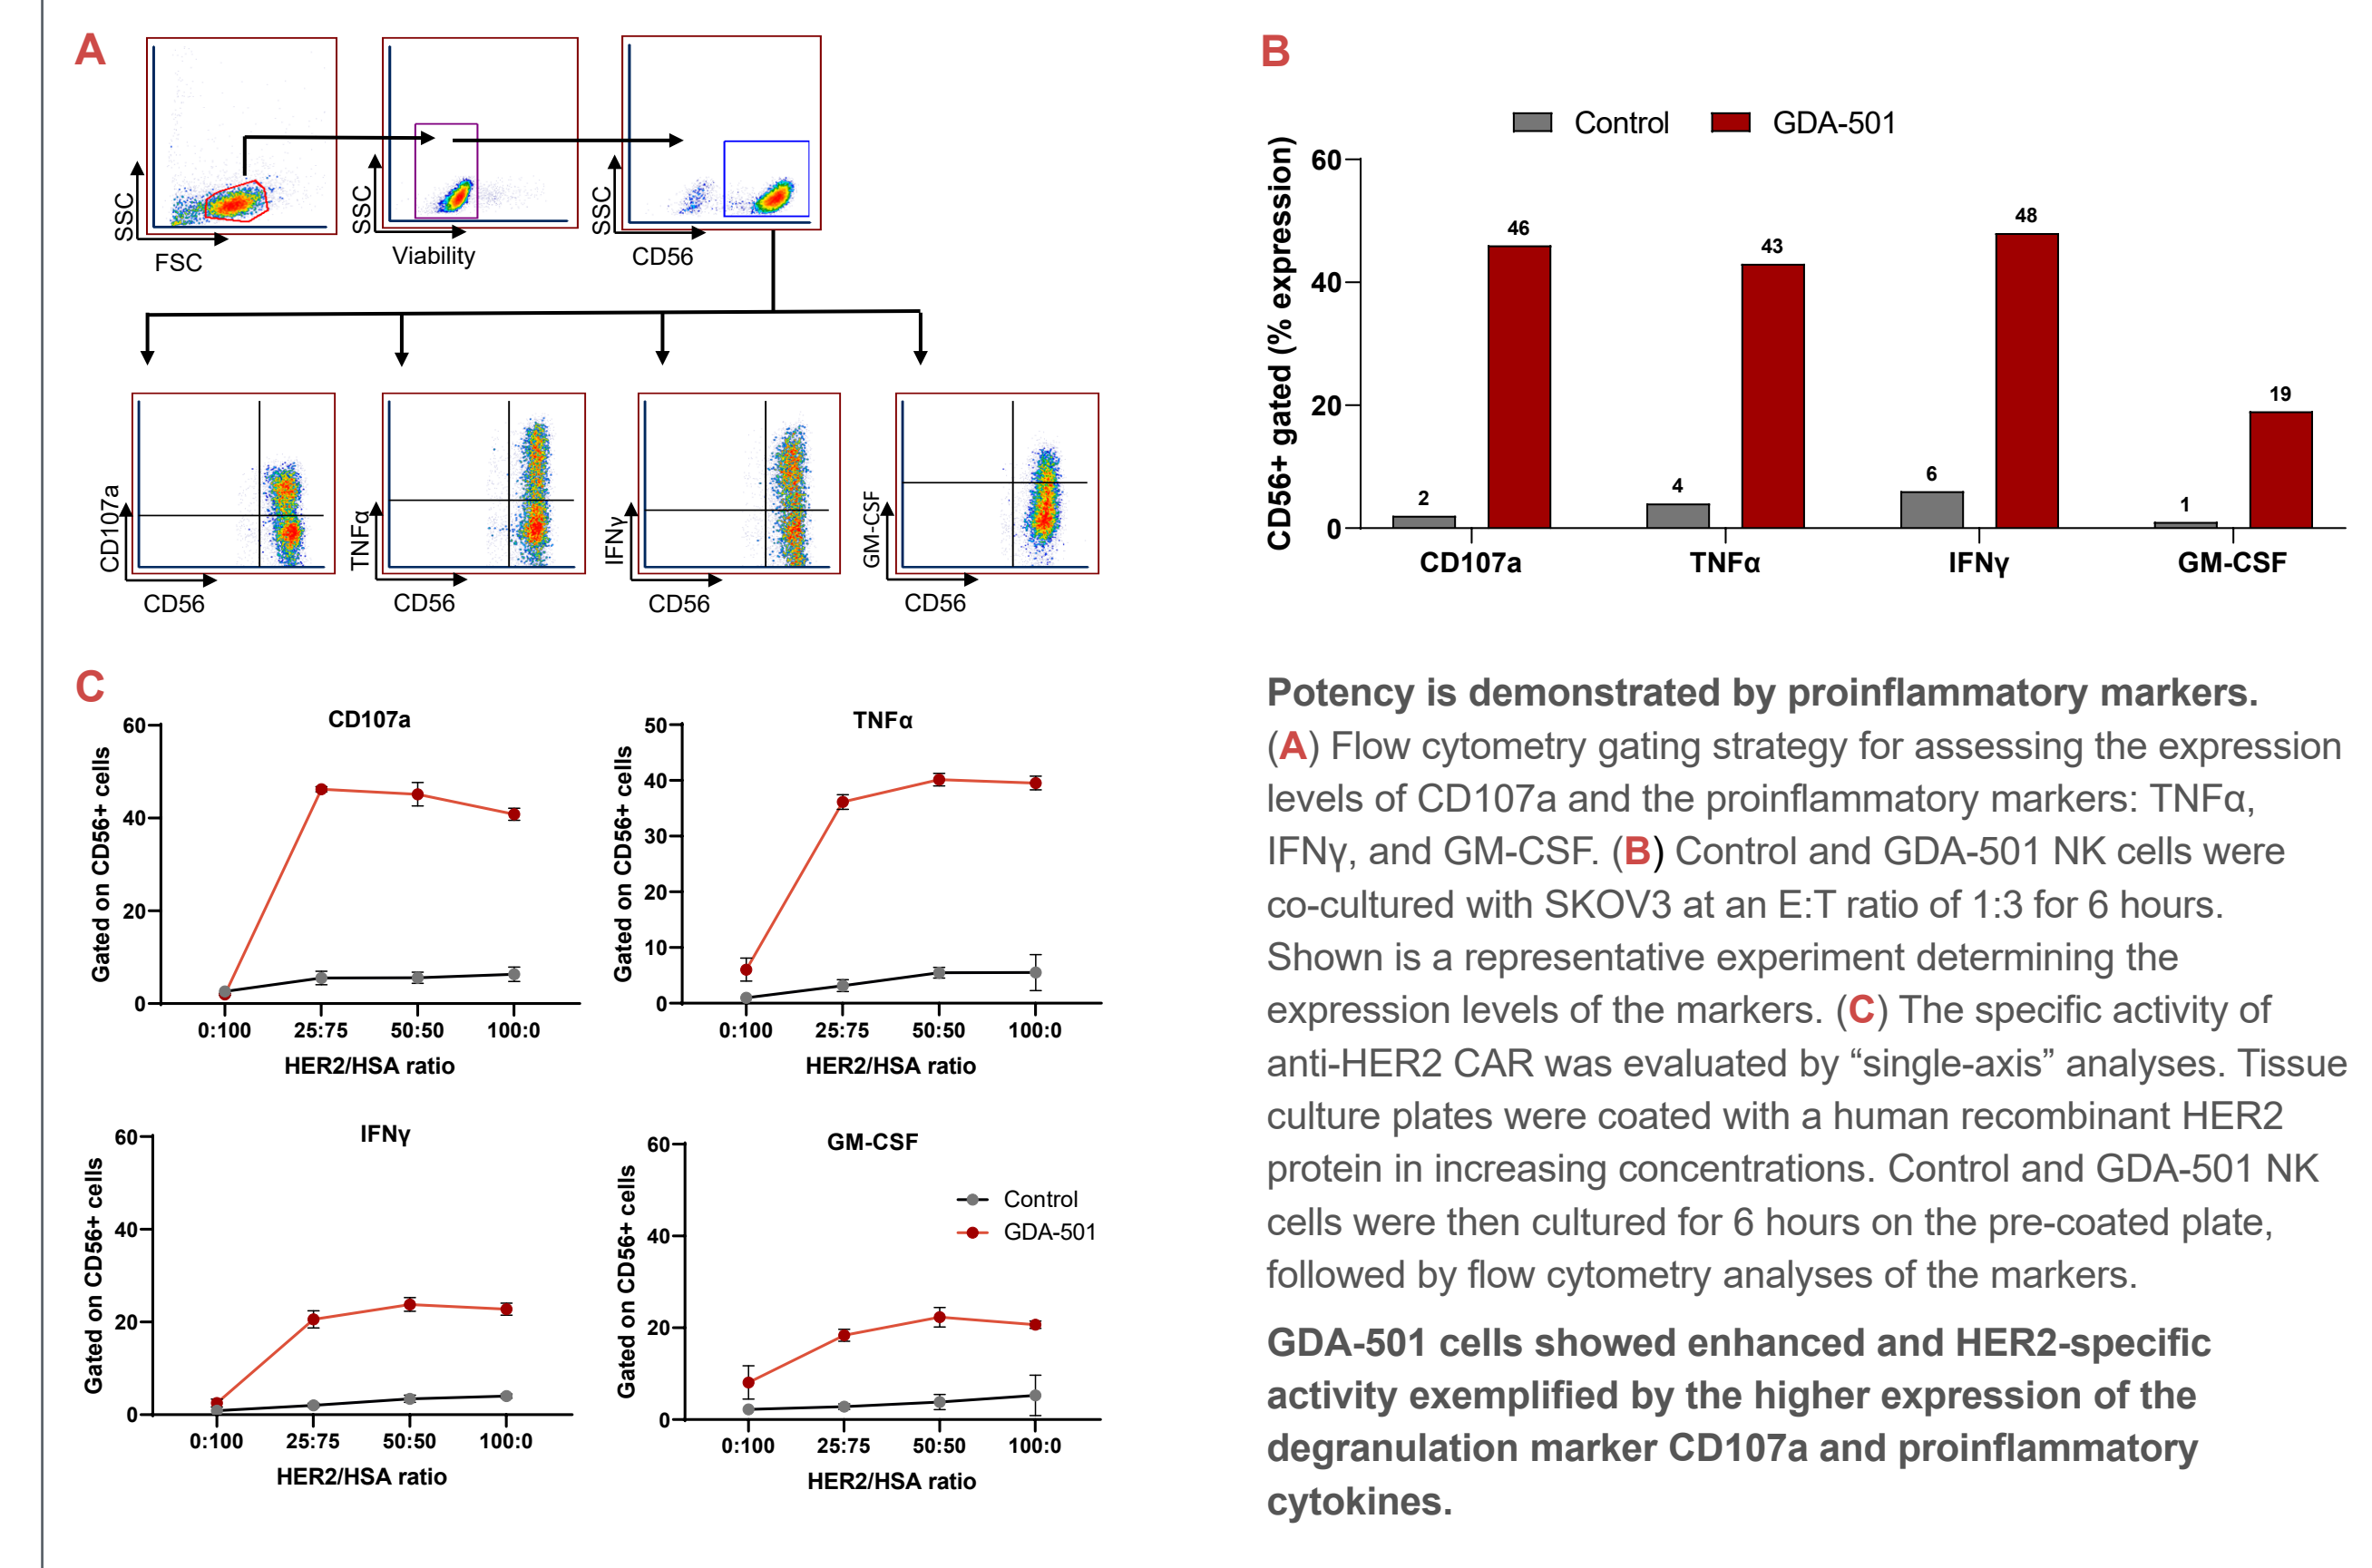 A
SSC
FSC
SSC
Viability
SSC
CD56
CD107a
CD56
TNFα
CD56
IFNγ
CD56
GM-CSF
CD56
B
Control
GDA-501
CD56+ gated (% expression)
60
40
20
0
2
46
4
43
6
48
1
19
CD107a
TNFα
IFNγ
GM-CSF
C
CD107a
Gated on CD56+ cells
60
40
20
0
0:100 25:75 50:50 100:0
HER2/HSA ratio
TNFα
Gated on CD56+ cells
50
40
30
20
10
0
0:100 25:75 50:50 100:0
HER2/HSA ratio
IFNγ
Gated on CD56+ cells
60
40
20
0
0:100 25:75 50:50 100:0
HER2/HSA ratio
GM-CSF
Gated on CD56+ cells
60
40
20
0
Control
GDA-501
0:100 25:75 50:50 100:0
HER2/HSA ratio
Potency is demonstrated by proinflammatory markers.
(A) Flow cytometry gating strategy for assessing the expression
levels of CD107a and the proinflammatory markers: TNFα,
IFNγ, and GM-CSF. (B) Control and GDA-501 NK cells were
co-cultured with SKOV3 at an E:T ratio of 1:3 for 6 hours.
Shown is a representative experiment determining the
expression levels of the markers. (C) The specific activity of
anti-HER2 CAR was evaluated by “single-axis” analyses. Tissue
culture plates were coated with a human recombinant HER2
protein in increasing concentrations. Control and GDA-501 NK
cells were then cultured for 6 hours on the pre-coated plate,
followed by flow cytometry analyses of the markers.
GDA-501 cells showed enhanced and HER2-specific
activity exemplified by the higher expression of the
degranulation marker CD107a and proinflammatory
cytokines.